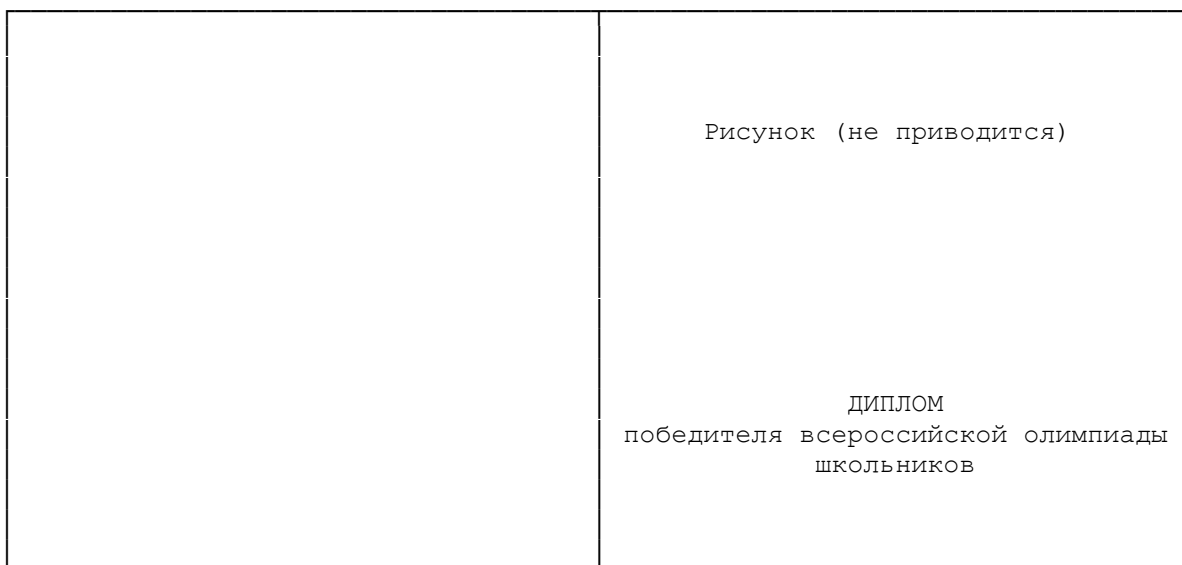 Рисунок (не приводится)
ДИПЛОМ
победителя всероссийской олимпиады
школьников